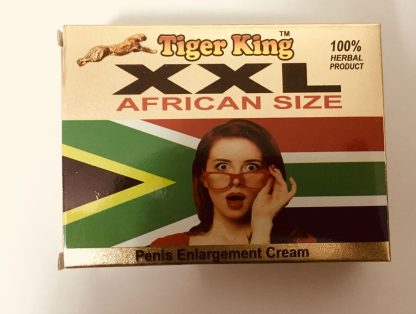 Tiger King™
100%
HERBAL
PRODUCT
XXL
AFRICAN SIZE
Penis Enlargement Cream